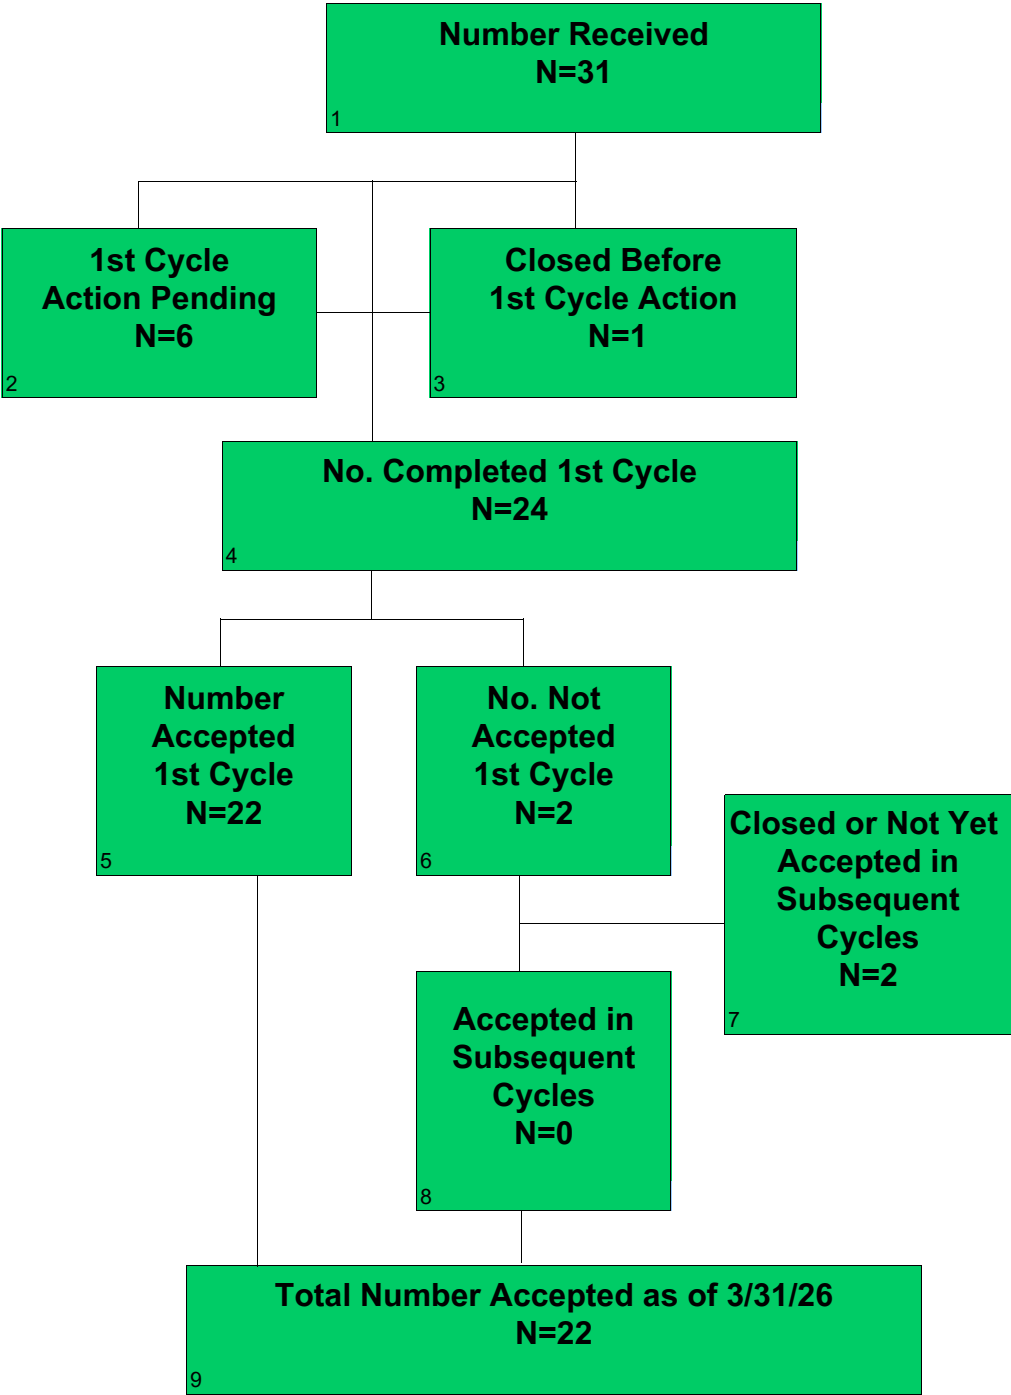 Number Received
N=31
1
1st Cycle
Action Pending
N=6
2
Closed Before
1st Cycle Action
N=1
3
No. Completed 1st Cycle
N=24
4
Number
Accepted
1st Cycle
N=22
5
No. Not
Accepted
1st Cycle
N=2
6
Closed or Not Yet
Accepted in
Subsequent
Cycles
N=2
7
Accepted in
Subsequent
Cycles
N=0
8
Total Number Accepted as of 3/31/26
N=22
9